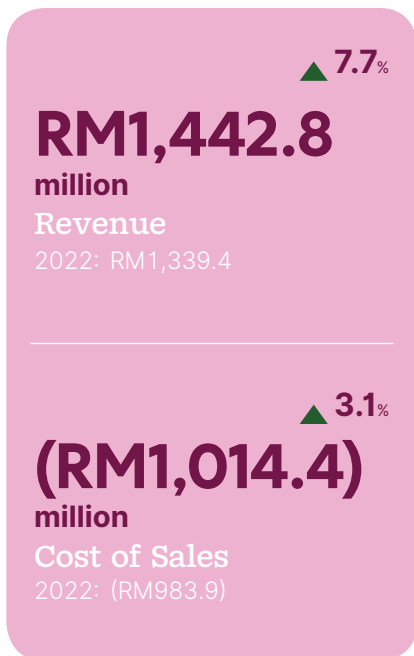 ▲ 7.7%
RM1,442.8
million
Revenue
2022: RM1,339.4
▲ 3.1%
(RM1,014.4)
million
Cost of Sales
2022: (RM983.9)